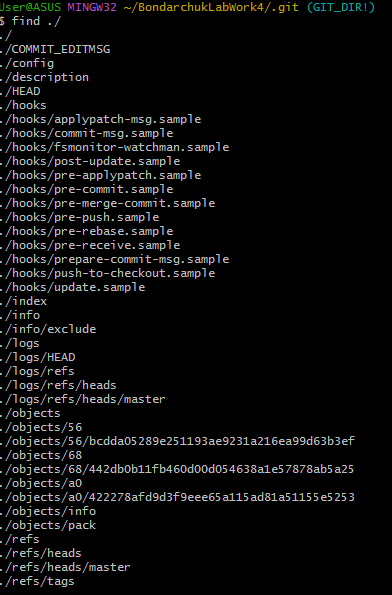 User@ASUS MINGW32 ~/BondarchukLabWork4/.git (GIT_DIR!)
$ find ./
./
./COMMIT_EDITMSG
./config
./description
./HEAD
./hooks
./hooks/applypatch-msg.sample
./hooks/commit-msg.sample
./hooks/fsmonitor-watchman.sample
./hooks/post-update.sample
./hooks/pre-applypatch.sample
./hooks/pre-commit.sample
./hooks/pre-merge-commit.sample
./hooks/pre-push.sample
./hooks/pre-rebase.sample
./hooks/pre-receive.sample
./hooks/prepare-commit-msg.sample
./hooks/push-to-checkout.sample
./hooks/update.sample
./index
./info
./info/exclude
./logs
./logs/HEAD
./logs/refs
./logs/refs/heads
./logs/refs/heads/master
./objects
./objects/56
./objects/56/bcdda05289e251193ae9231a216ea99d63b3ef
./objects/68
./objects/68/442db0b11fb460d00d054638a1e57878ab5a25
./objects/a0
./objects/a0/422278afd9d3f9eee65a115ad81a51155e5253
./objects/info
./objects/pack
./refs
./refs/heads
./refs/heads/master
./refs/tags